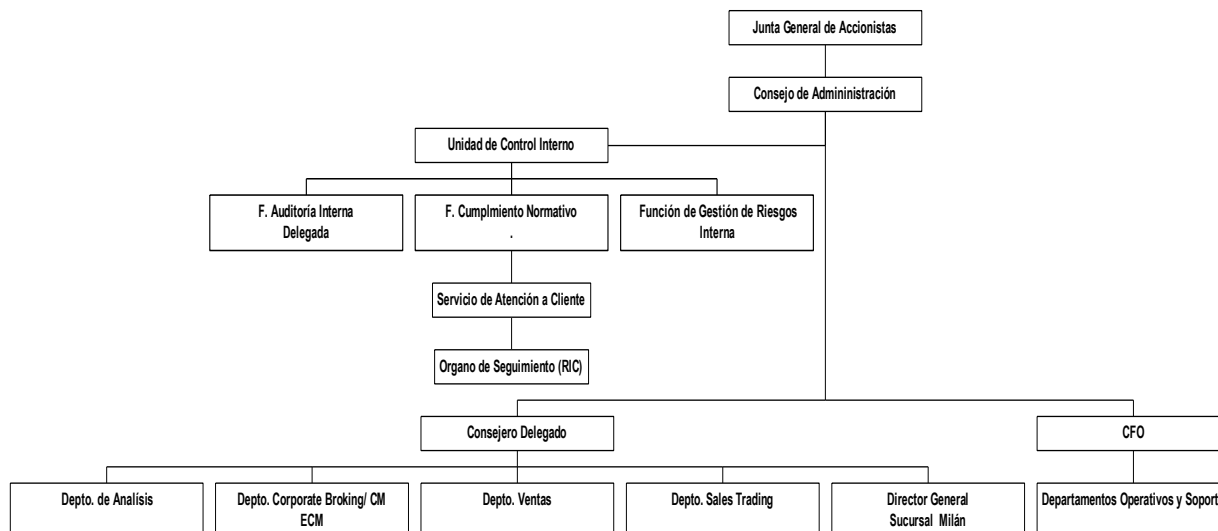 Junta General de Accionistas
Consejo de Admininistración
Unidad de Control Interno
F. Auditoría Interna
Delegada
F. Cumplmiento Normativo
.
Función de Gestión de Riesgos
Interna
Servicio de Atención a Cliente
Organo de Seguimiento (RIC)
Consejero Delegado
CFO
Depto. de Analísis
Depto. Corporate Broking/ CM
ECM
Depto. Ventas
Depto. Sales Trading
Director General
Sucursal Milán
Departamentos Operativos y Soport